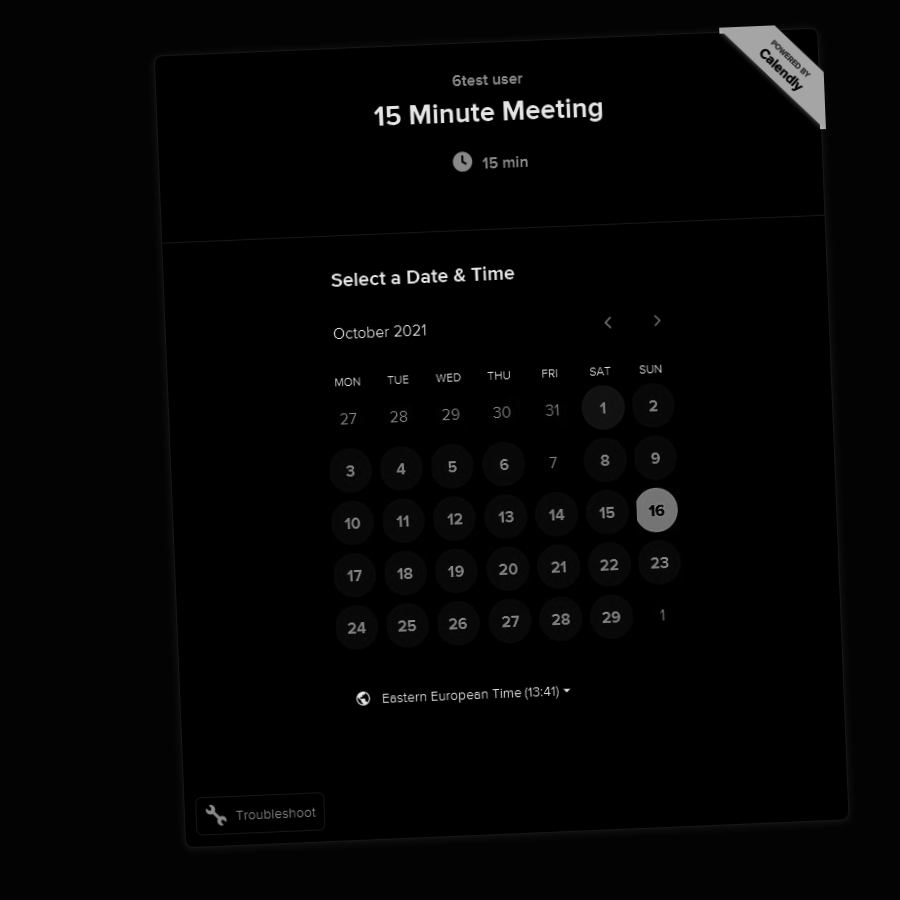 POWERED BY
Calendly
6test user
15 Minute Meeting
15 min
Select a Date & Time
October 2021
MON TUE WED THU FRI SAT SUN
27 28 29 30 31 1 2
3 4 5 6 7 8 9
10 11 12 13 14 15 16
17 18 19 20 21 22 23
24 25 26 27 28 29 1
Eastern European Time (13:41)
Troubleshoot